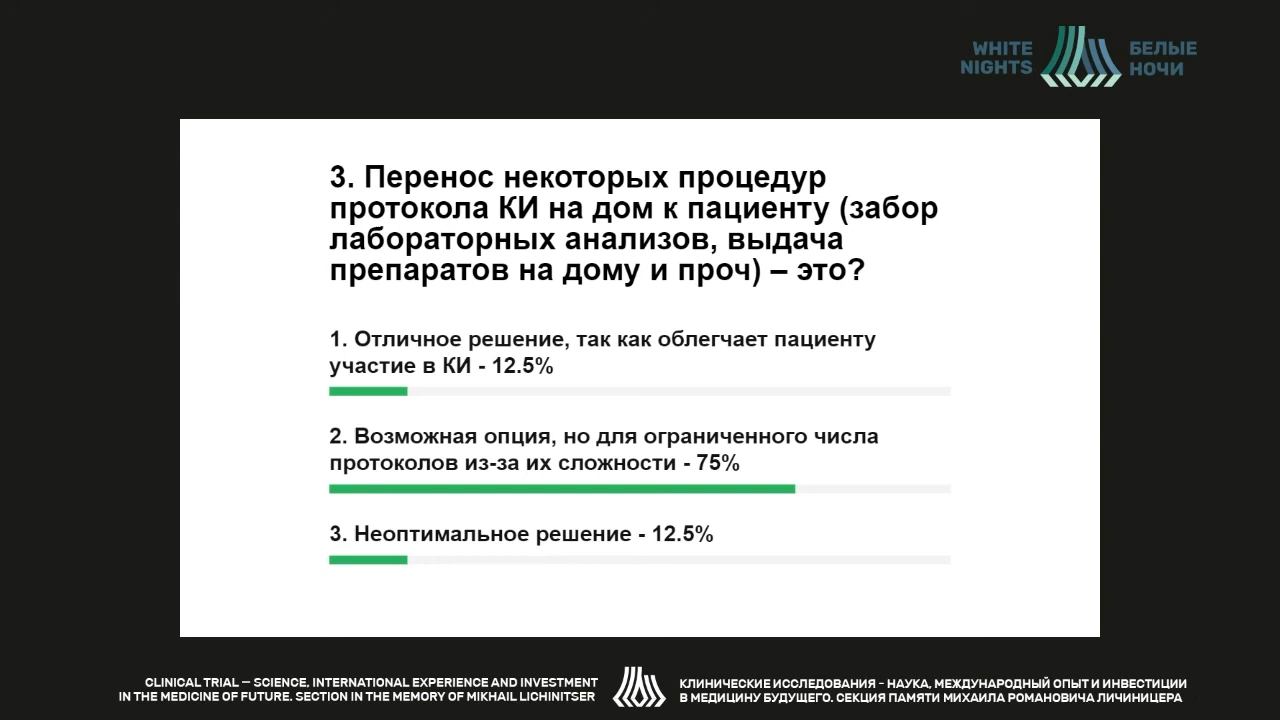 WHITE
NIGHTS
БЕЛЫЕ
НОЧИ
3. Перенос некоторых процедур
протокола КИ на дом к пациенту (забор
лабораторных анализов, выдача
препаратов на дому и проч) – это?
1. Отличное решение, так как облегчает пациенту
участие в КИ - 12.5%
2. Возможная опция, но для ограниченного числа
протоколов из-за их сложности - 75%
3. Неоптимальное решение - 12.5%
CLINICAL TRIAL – SCIENCE, INTERNATIONAL EXPERIENCE AND INVESTMENT
IN THE MEDICINE OF FUTURE. SECTION IN THE MEMORY OF MIKHAIL LICHINITSER
КЛИНИЧЕСКИЕ ИССЛЕДОВАНИЯ - НАУКА, МЕЖДУНАРОДНЫЙ ОПЫТ И ИНВЕСТИЦИИ
В МЕДИЦИНУ БУДУЩЕГО. СЕКЦИЯ ПАМЯТИ МИХАИЛА РОМАНОВИЧА ЛИЧИНИЦЕРА